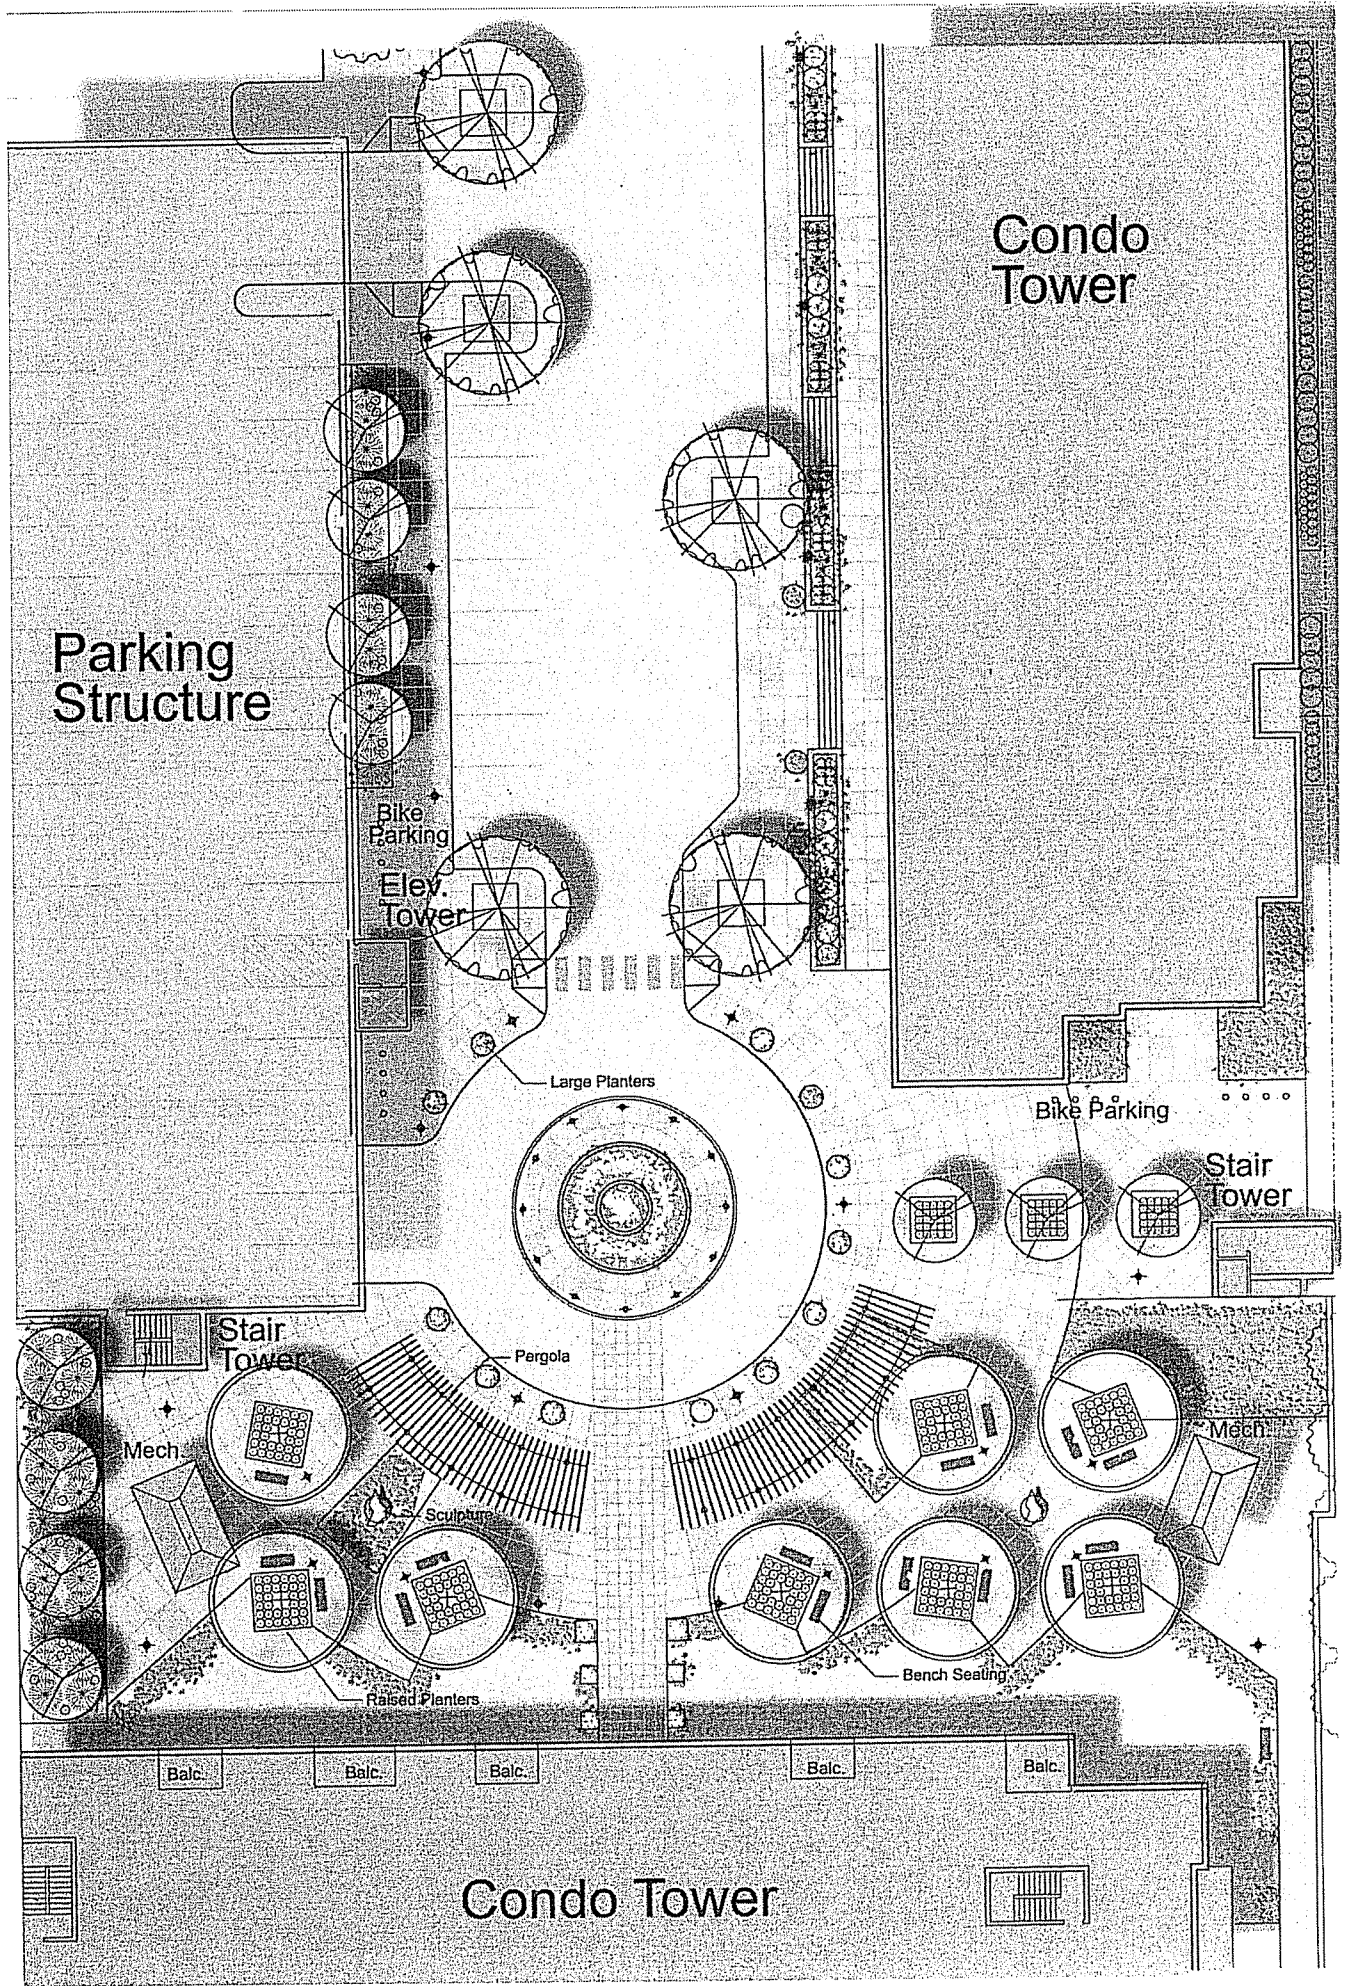 Condo
Tower
Parking
Structure
Bike
Parking
Elev.
Tower
Large Planters
Bike Parking
Stair
Tower
Stair
Tower
Pergola
Mech.
Mech.
Sculpture
Bench Seating
Raised Planters
Balc.
Balc.
Balc.
Balc.
Balc.
Condo Tower